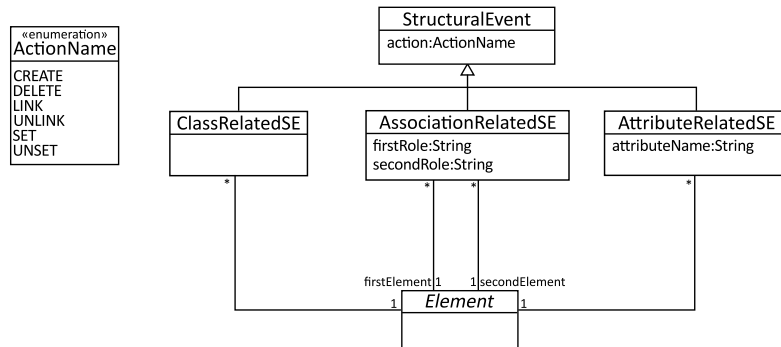 «enumeration»
ActionName
CREATE
DELETE
LINK
UNLINK
SET
UNSET
StructuralEvent
action:ActionName
ClassRelatedSE
AssociationRelatedSE
firstRole:String
secondRole:String
AttributeRelatedSE
attributeName:String
* * * *
firstElement 1 1 secondElement
1 Element 1